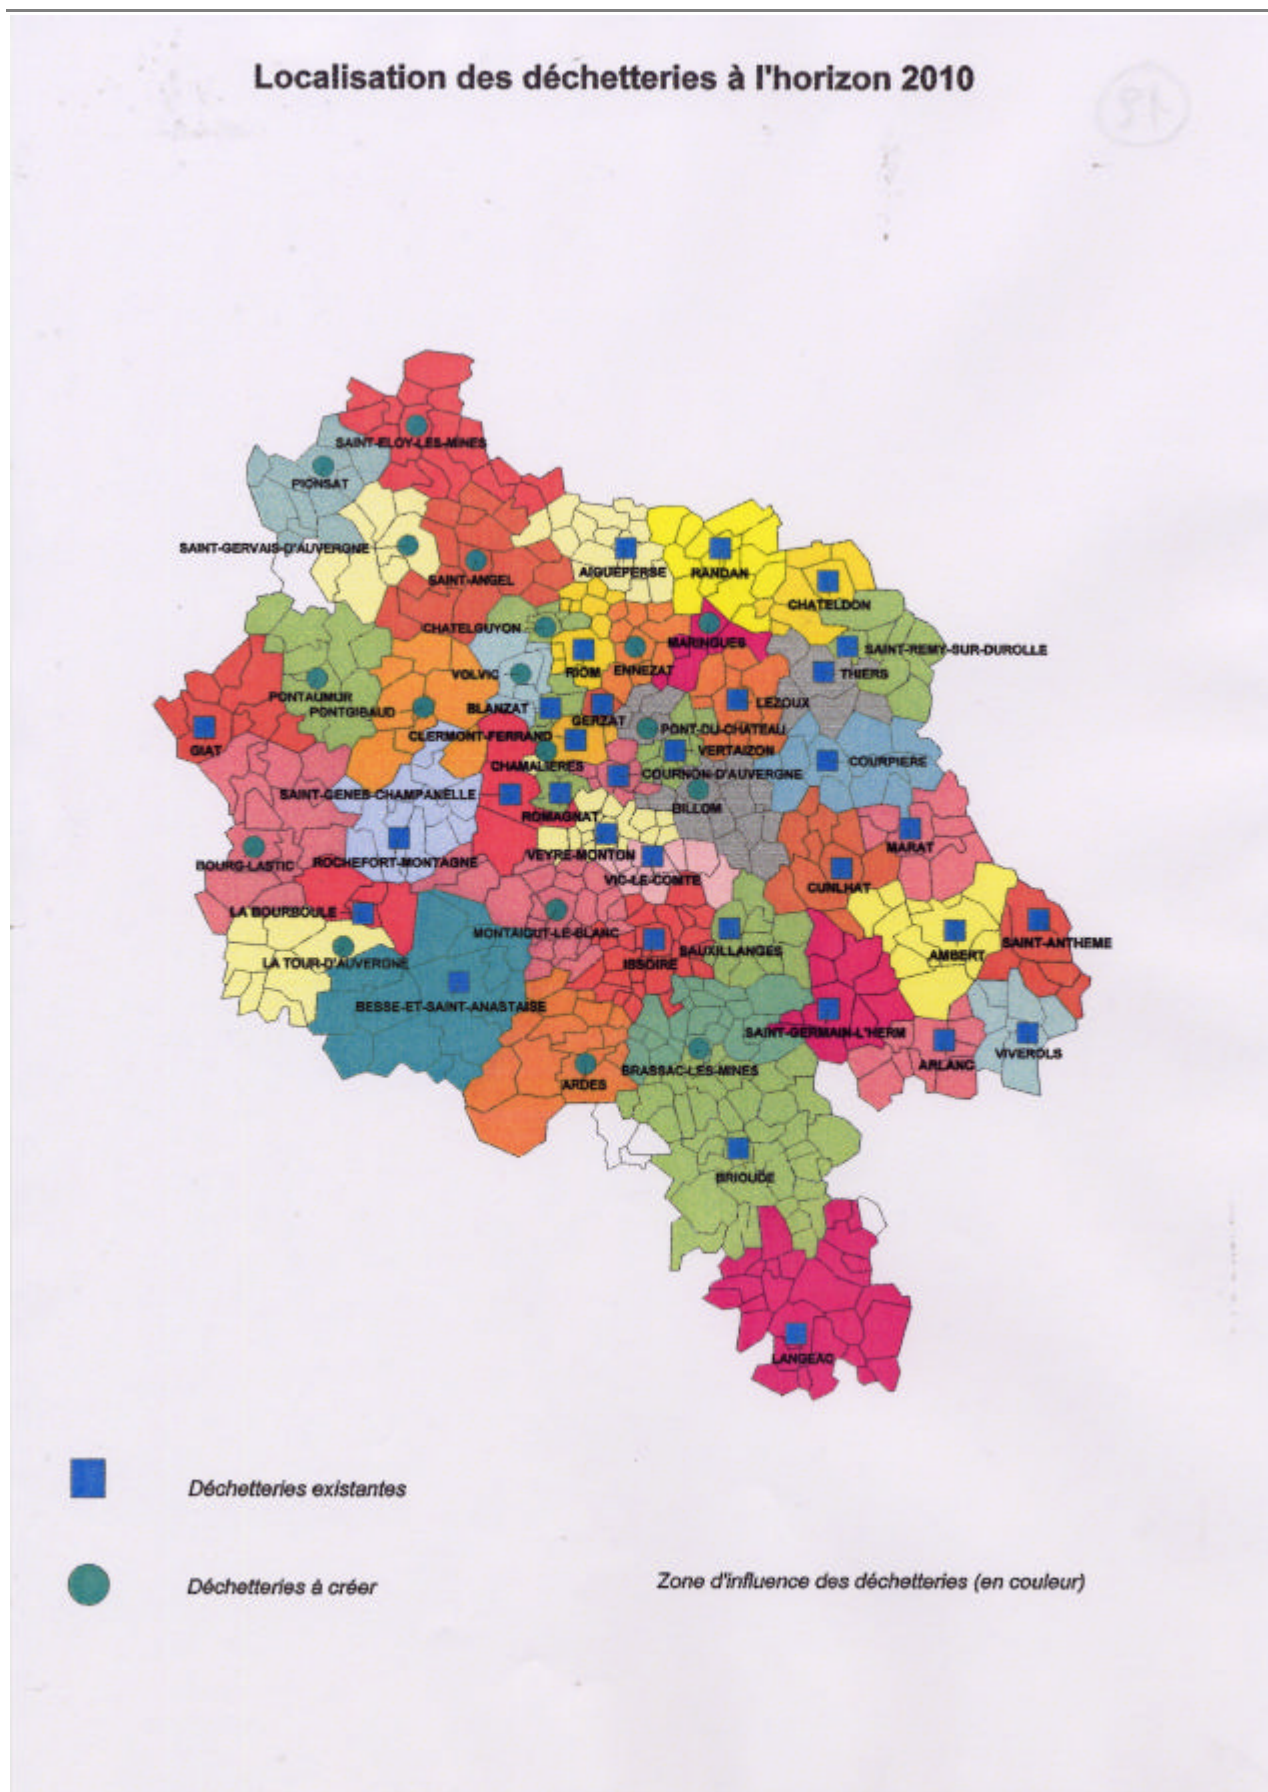 Localisation des déchetteries à l'horizon 2010
SAINT-ELOY-LES-MINES
PIONSAT
SAINT-GERVAIS-D'AUVERGNE
SAINT-ANGEL
AIGUEPERSE
RANDAN
CHATELDON
CHATELGUYON
MARINGUES
SAINT-REMY-SUR-DUROLLE
VOLVIC
RIOM
ENNEZAT
THIERS
PONTAUMUR
PONTGIBAUD
BLANZAT
GERZAT
LEZOUX
PONT-DU-CHATEAU
CLERMONT-FERRAND
GIAT
VERTAIZON
CHAMALIERES
COURNON-D'AUVERGNE
COURPIERE
SAINT-GENES-CHAMPANELLE
ROMAGNAT
BILLOM
BOURG-LASTIC
ROCHEFORT-MONTAGNE
VEYRE-MONTON
MARAT
VIC-LE-COMTE
CUNLHAT
LA BOURBOULE
MONTAIGUT-LE-BLANC
LA TOUR-D'AUVERGNE
ISSOIRE
SAUXILLANGES
AMBERT
SAINT-ANTHEME
BESSE-ET-SAINT-ANASTAISE
SAINT-GERMAIN-L'HERM
VIVEROLS
ARLANC
BRASSAC-LES-MINES
ARDES
BRIOUDE
LANGEAC
Déchetteries existantes
Déchetteries à créer
Zone d'influence des déchetteries (en couleur)